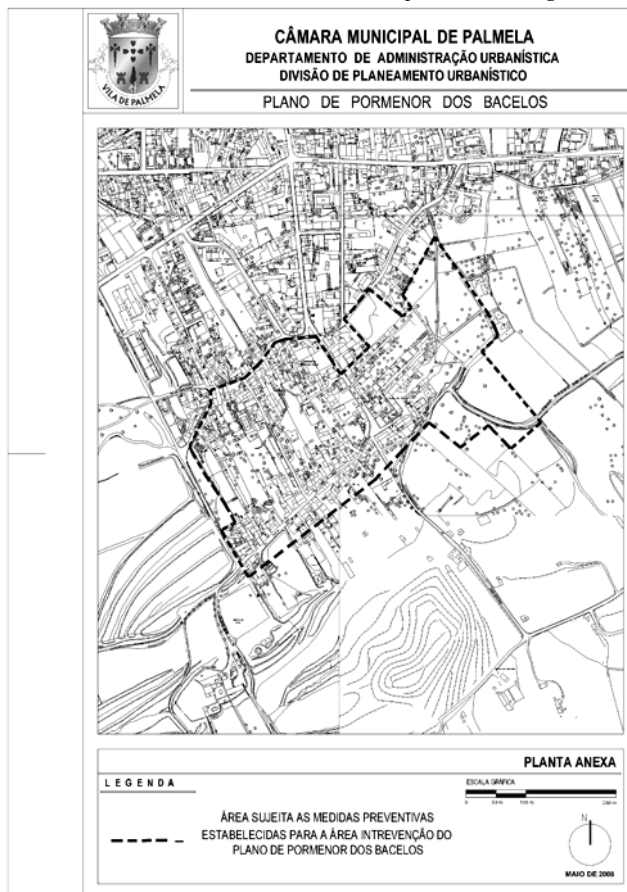 VILA DE PALMELA
CÂMARA MUNICIPAL DE PALMELA
DEPARTAMENTO DE ADMINISTRAÇÃO URBANÍSTICA
DIVISÃO DE PLANEAMENTO URBANÍSTICO
PLANO DE PORMENOR DOS BACELOS
PLANTA ANEXA
LEGENDA
ESCALA GRÁFICA
ÁREA SUJEITA AS MEDIDAS PREVENTIVAS
ESTABELECIDAS PARA A ÁREA INTREVENÇÃO DO
PLANO DE PORMENOR DOS BACELOS
N
MAIO DE 2008